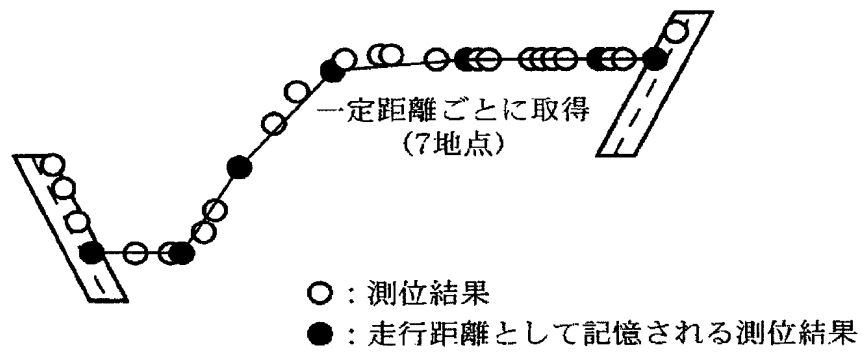 一定距離ごとに取得
(7地点)
○：測位結果
●：走行距離として記憶される測位結果